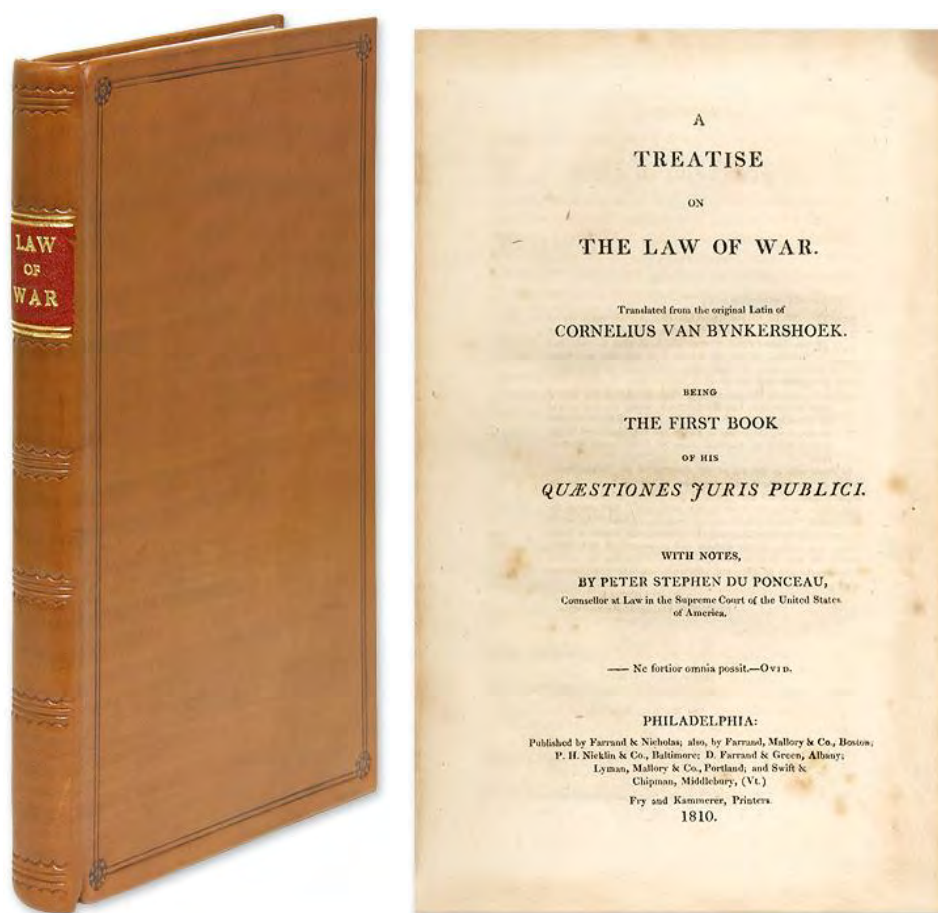 LAW
OF
WAR
A
TREATISE
ON
THE LAW OF WAR.
Translated from the original Latin of
CORNELIUS VAN BYNKERSHOEK.
BEING
THE FIRST BOOK
OF HIS
QUÆSTIONES JURIS PUBLICI.
WITH NOTES,
BY PETER STEPHEN DU PONCEAU,
Counsellor at Law in the Supreme Court of the United States
of America.
—— Ne fortior omnia possit.—OVID.
PHILADELPHIA:
Published by Farrand & Nicholas; also, by Farrand, Mallory & Co., Boston;
P. H. Nicklin & Co., Baltimore; D. Farrand & Green, Albany;
Lyman, Mallory & Co., Portland; and Swift &
Chipman, Middlebury, (Vt.)
Fry and Kammerer, Printers.
1810.